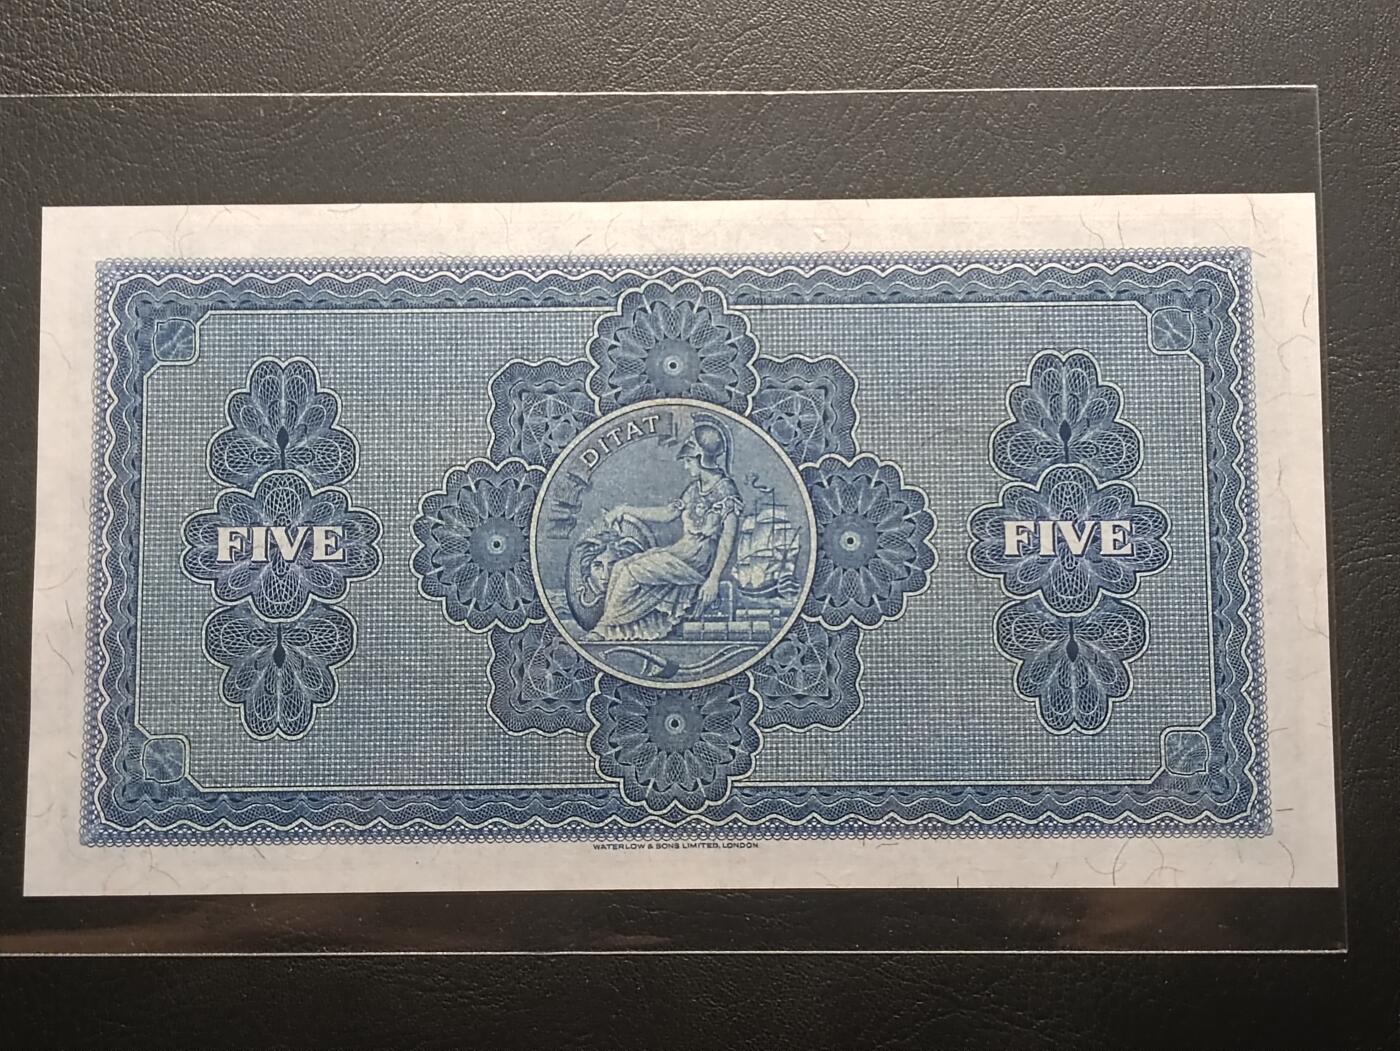 DITAT
FIVE
FIVE
WATERLOW & SONS LIMITED, LONDON